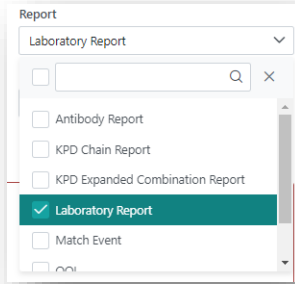 Report
Laboratory Report
Antibody Report
KPD Chain Report
KPD Expanded Combination Report
Laboratory Report
Match Event